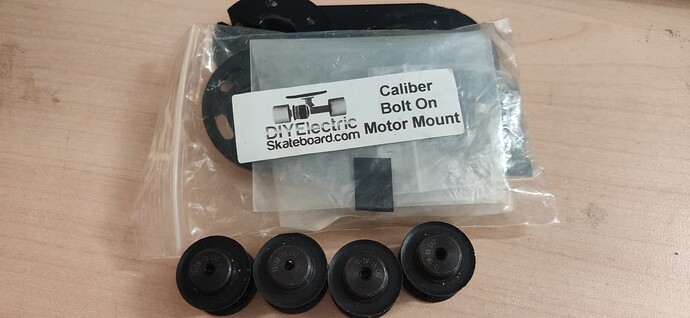 Caliber
Bolt On
Motor Mount
DIYElectric
Skateboard.com